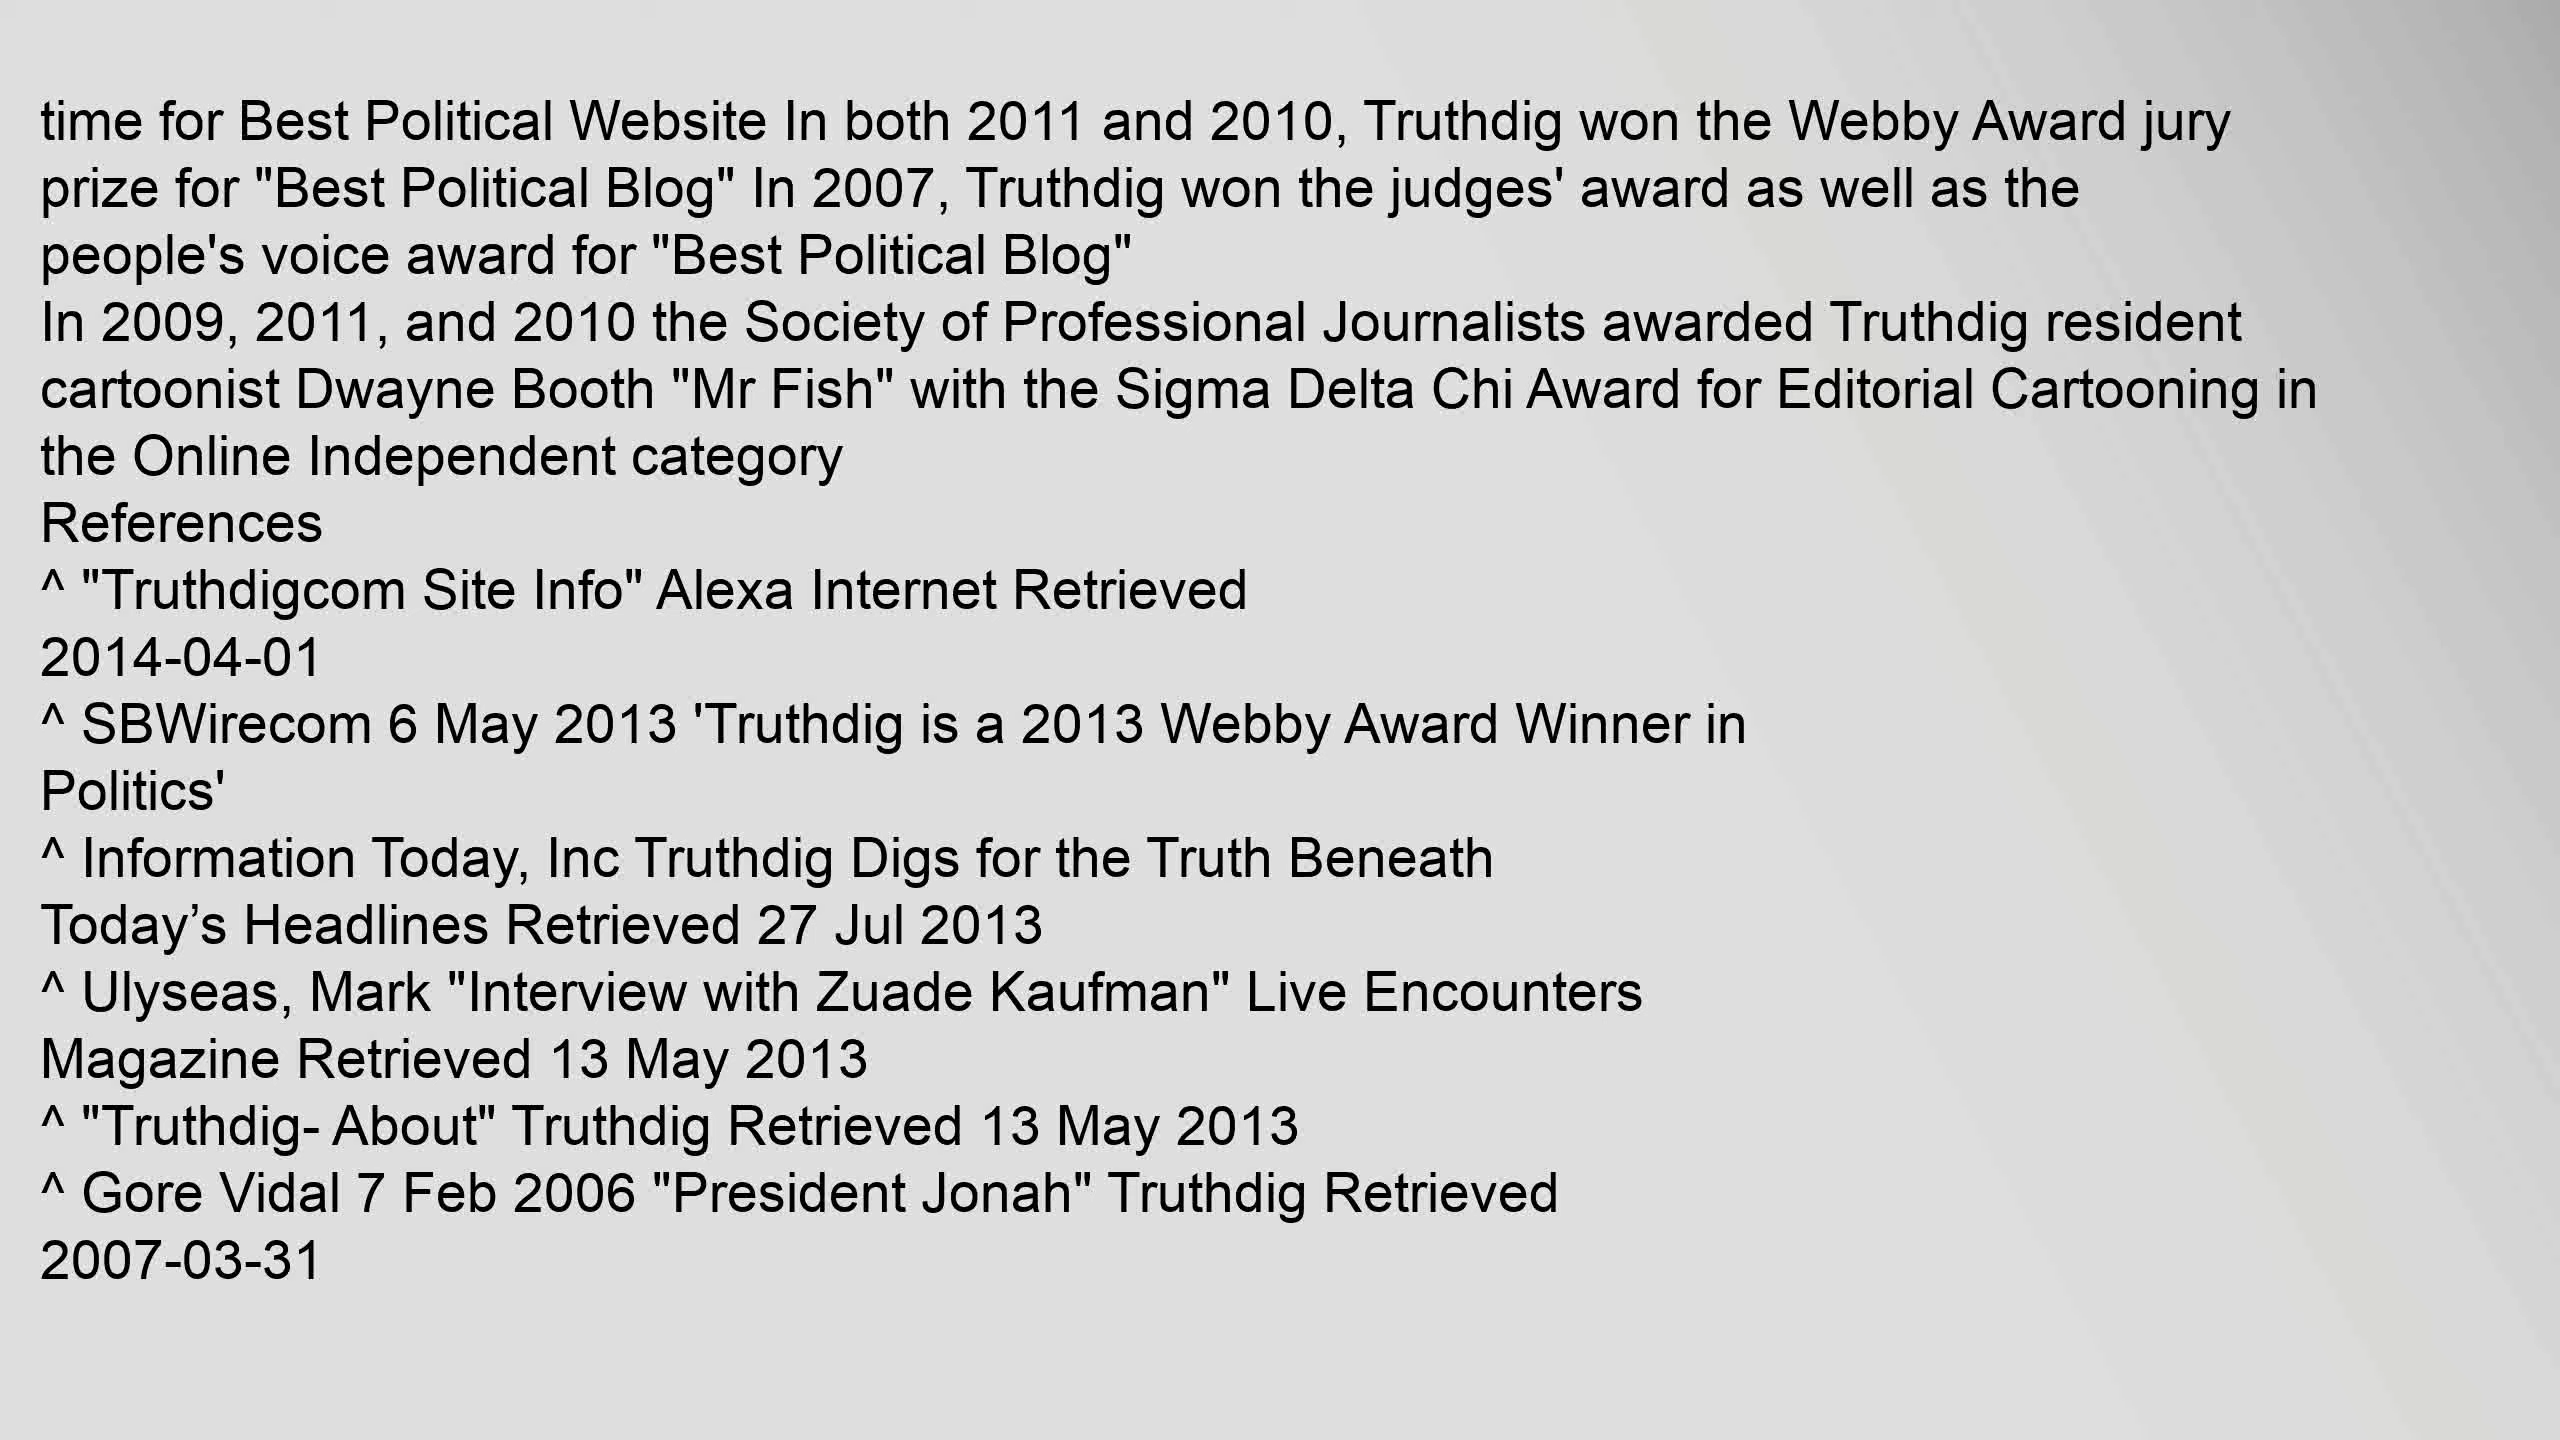 time for Best Political Website In both 2011 and 2010, Truthdig won the Webby Award jury
prize for "Best Political Blog" In 2007, Truthdig won the judges' award as well as the
people's voice award for "Best Political Blog"
In 2009, 2011, and 2010 the Society of Professional Journalists awarded Truthdig resident
cartoonist Dwayne Booth "Mr Fish" with the Sigma Delta Chi Award for Editorial Cartooning in
the Online Independent category
References
^ "Truthdigcom Site Info" Alexa Internet Retrieved
2014-04-01
^ SBWirecom 6 May 2013 'Truthdig is a 2013 Webby Award Winner in
Politics'
^ Information Today, Inc Truthdig Digs for the Truth Beneath
Today’s Headlines Retrieved 27 Jul 2013
^ Ulyseas, Mark "Interview with Zuade Kaufman" Live Encounters
Magazine Retrieved 13 May 2013
^ "Truthdig- About" Truthdig Retrieved 13 May 2013
^ Gore Vidal 7 Feb 2006 "President Jonah" Truthdig Retrieved
2007-03-31